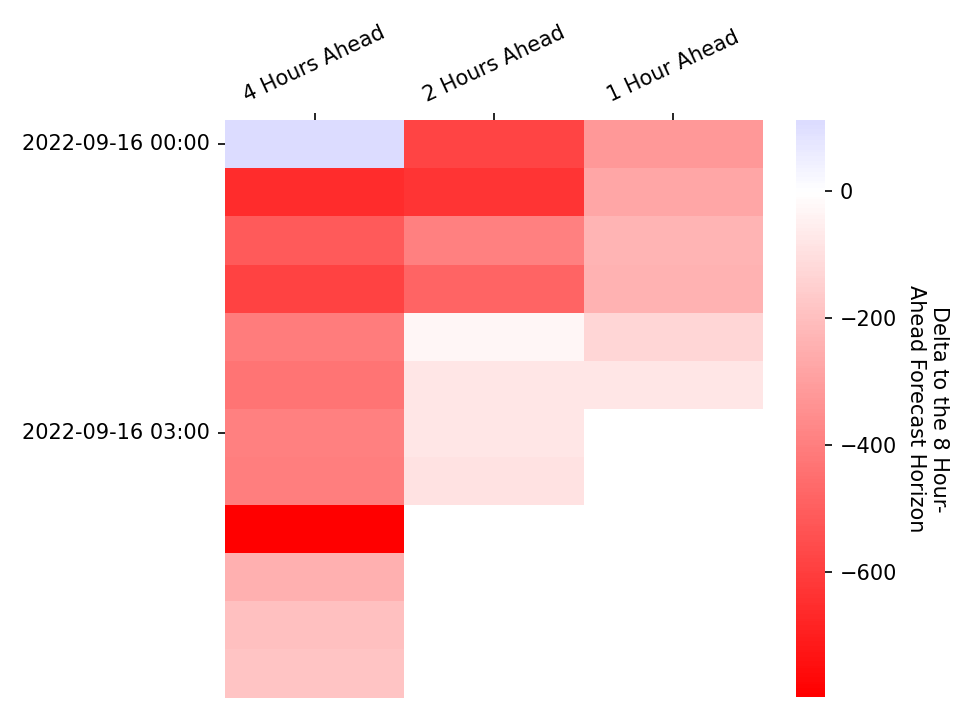 4 Hours Ahead
2 Hours Ahead
1 Hour Ahead
2022-09-16 00:00
2022-09-16 03:00
0
−200
−400
−600
Delta to the 8 Hour-
Ahead Forecast Horizon